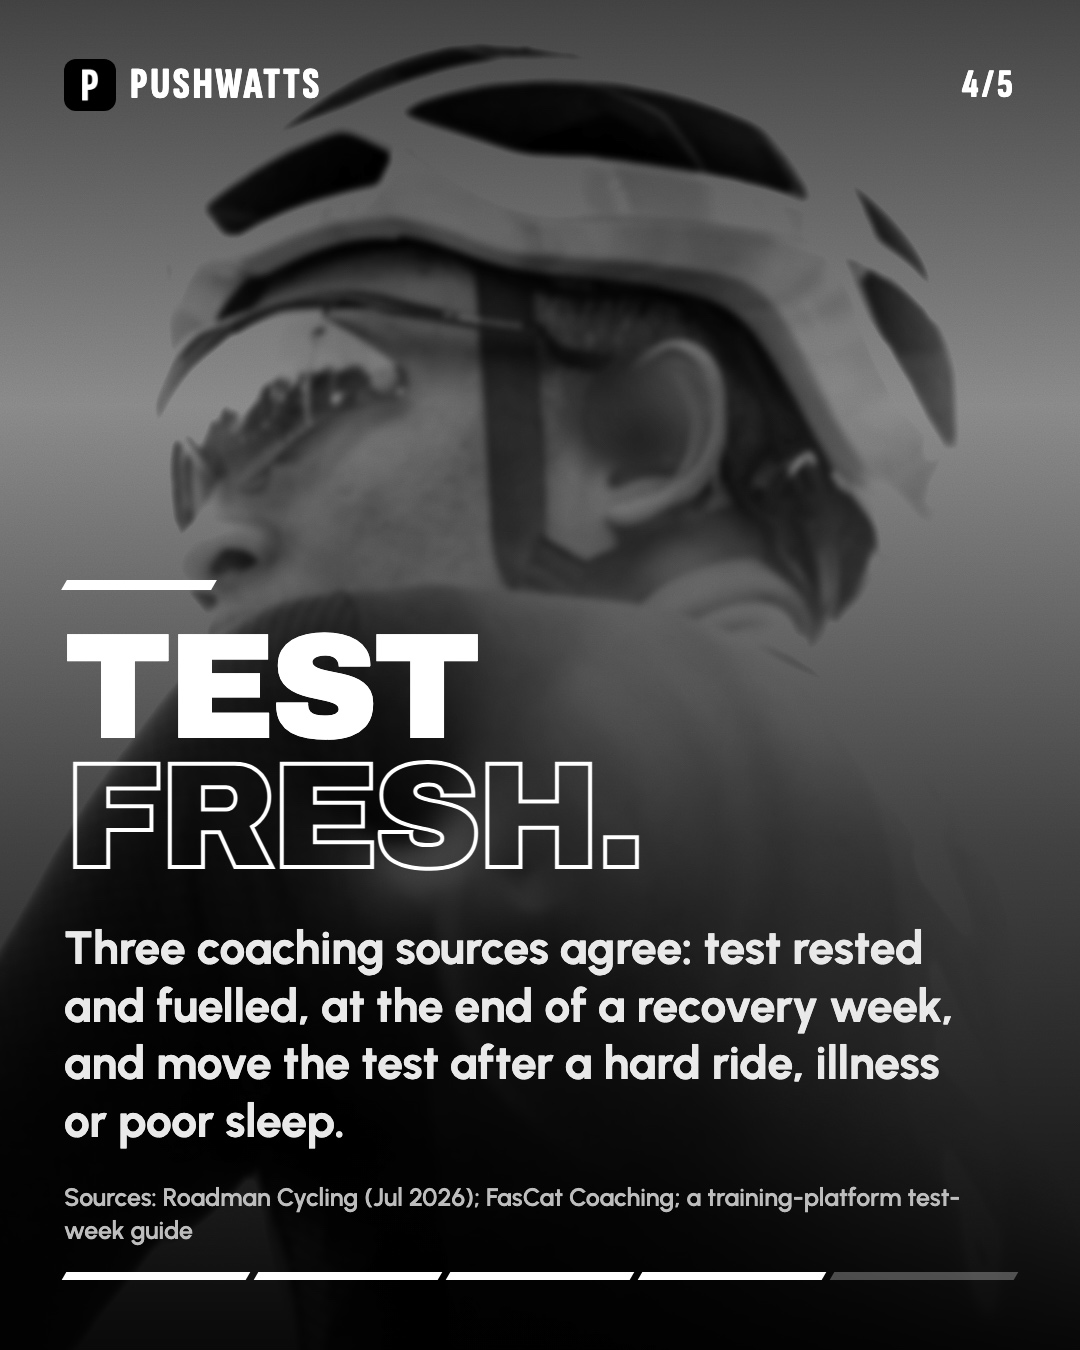 P PUSHWATTS
4/5
TEST
FRESH.
Three coaching sources agree: test rested
and fuelled, at the end of a recovery week,
and move the test after a hard ride, illness
or poor sleep.
Sources: Roadman Cycling (Jul 2026); FasCat Coaching; a training-platform test-
week guide